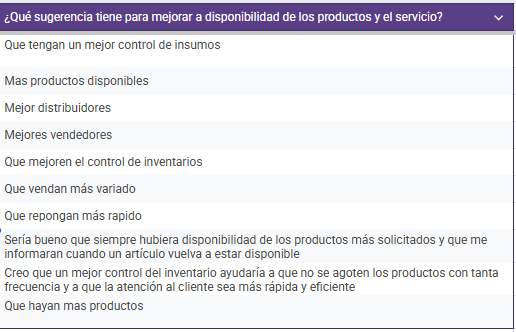 ¿Qué sugerencia tiene para mejorar a disponibilidad de los productos y el servicio?
Que tengan un mejor control de insumos
Mas productos disponibles
Mejor distribuidores
Mejores vendedores
Que mejoren el control de inventarios
Que vendan más variado
Que repongan más rapido
Sería bueno que siempre hubiera disponibilidad de los productos más solicitados y que me
informaran cuando un artículo vuelva a estar disponible
Creo que un mejor control del inventario ayudaría a que no se agoten los productos con tanta
frecuencia y a que la atención al cliente sea más rápida y eficiente
Que hayan mas productos